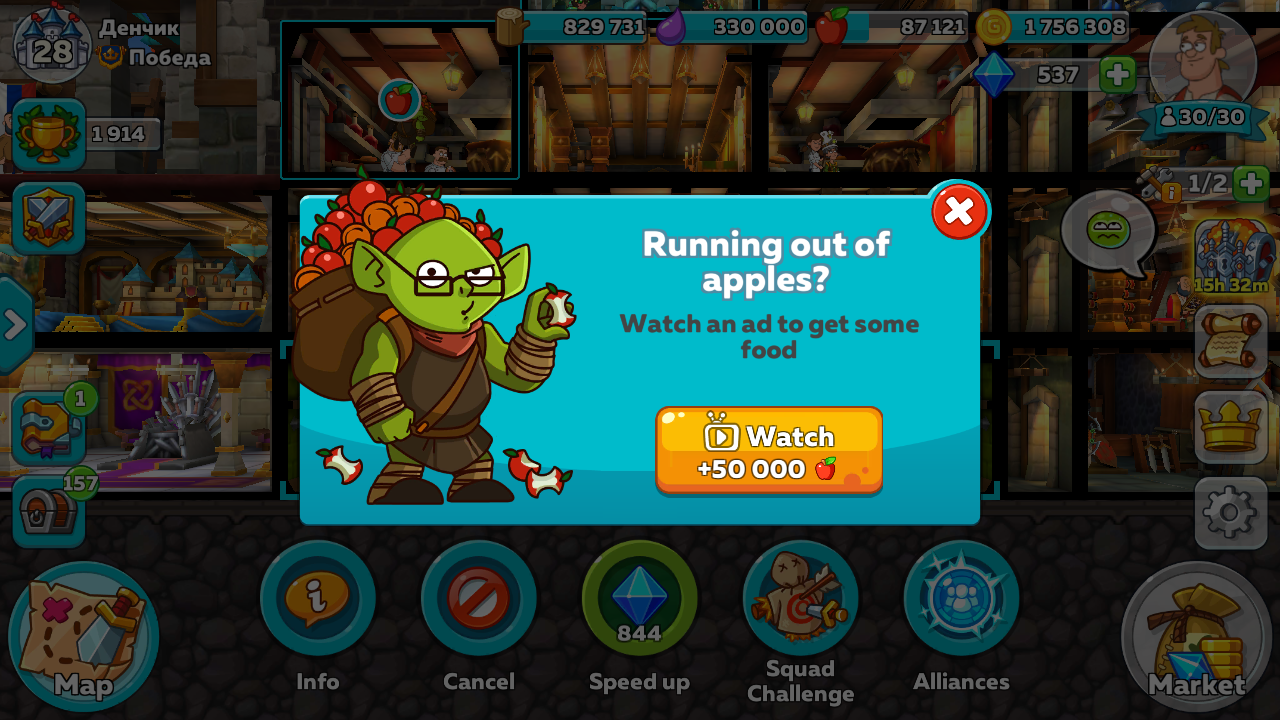 28
Денчик
Победа
829 731
330 000
87 121
1 756 308
537
30/30
1 914
1/2
15h 32m
Running out of
apples?
Watch an ad to get some
food
Watch
+50 000
1
157
844
Map
Info
Cancel
Speed up
Squad
Challenge
Alliances
Market